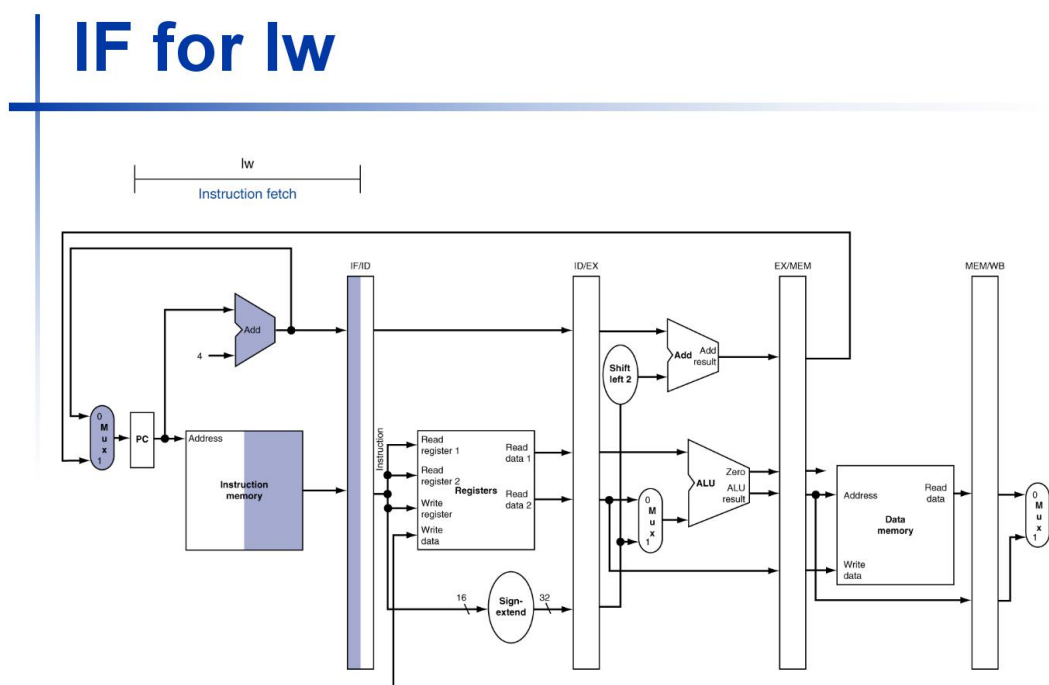 IF for lw
lw
Instruction fetch
IF/ID
ID/EX
EX/MEM
MEM/WB
Add
4
Add
Add
result
Shift
left 2
0
M
u
x
1
PC
Address
Instruction
memory
Instruction
Read
register 1
Read
register 2
Write
register
Write
data
Registers
Read
data 1
Read
data 2
0
M
u
x
1
Zero
ALU
ALU
result
Address
Read
data
Data
memory
Write
data
0
M
u
x
1
16
Sign-
extend
32